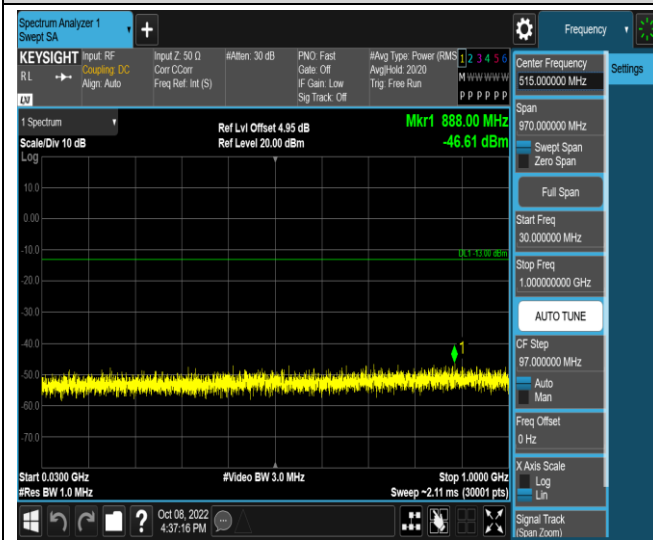 Spectrum Analyzer 1
Swept SA
Frequency
KEYSIGHT
RL
LXI
Input: RF
Coupling: DC
Align: Auto
Input Z: 50 Ω
Corr CCorr
Freq Ref: Int (S)
#Atten: 30 dB
PNO: Fast
Gate: Off
IF Gain: Low
Sig Track: Off
#Avg Type: Power (RMS
Avg|Hold: 20/20
Trig: Free Run
1 2 3 4 5 6
M W W W W W
P P P P P P
Settings
Center Frequency
515.000000 MHz
Span
970.000000 MHz
Swept Span
Zero Span
Full Span
Start Freq
30.000000 MHz
Stop Freq
1.000000000 GHz
AUTO TUNE
CF Step
97.000000 MHz
Auto
Man
Freq Offset
0 Hz
X Axis Scale
Log
Lin
Signal Track
(Span Zoom)
1 Spectrum
Scale/Div 10 dB
Log
Ref Lvl Offset 4.95 dB
Ref Level 20.00 dBm
Mkr1 888.00 MHz
-46.61 dBm
10.0
0.00
-10.0
DL1 -13.00 dBm
-20.0
-30.0
-40.0
1
-50.0
-60.0
-70.0
Start 0.0300 GHz
#Res BW 1.0 MHz
#Video BW 3.0 MHz
Stop 1.0000 GHz
Sweep ~2.11 ms (30001 pts)
?
Oct 08, 2022
4:37:16 PM